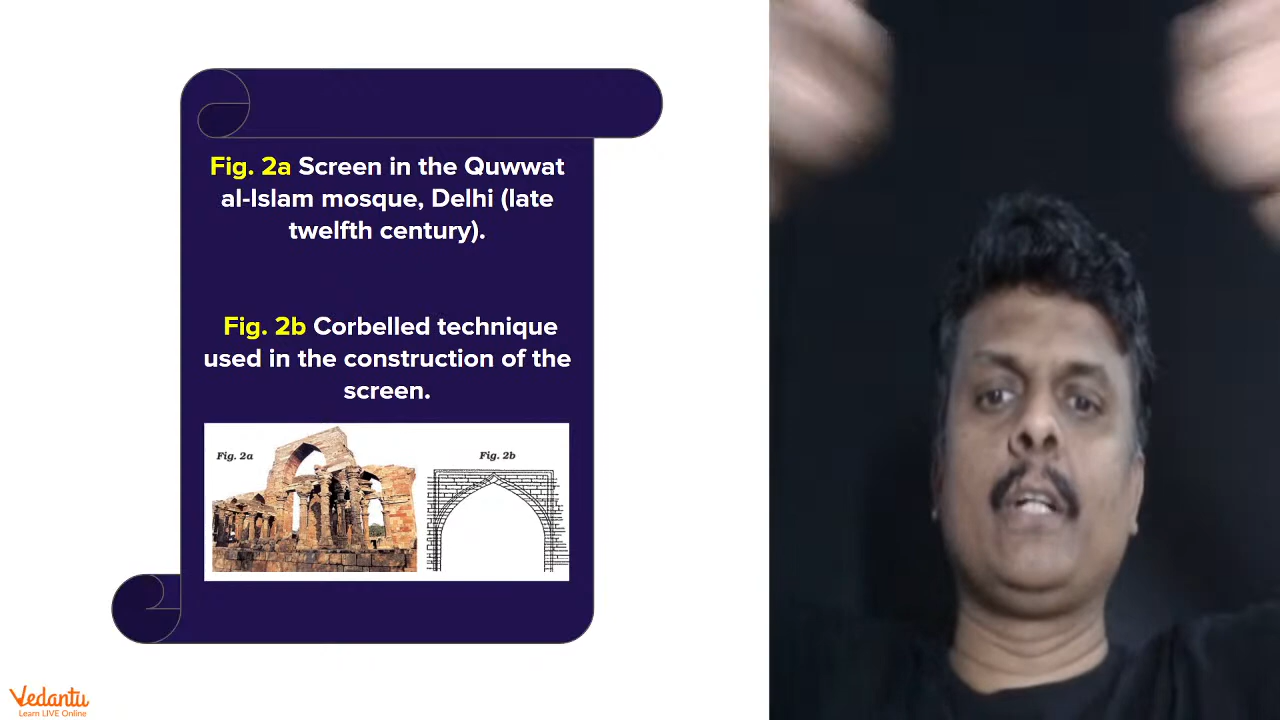 Fig. 2a Screen in the Quwwat
al-Islam mosque, Delhi (late
twelfth century).
Fig. 2b Corbelled technique
used in the construction of the
screen.
Fig. 2a
Fig. 2b
Vedantu
Learn LIVE Online